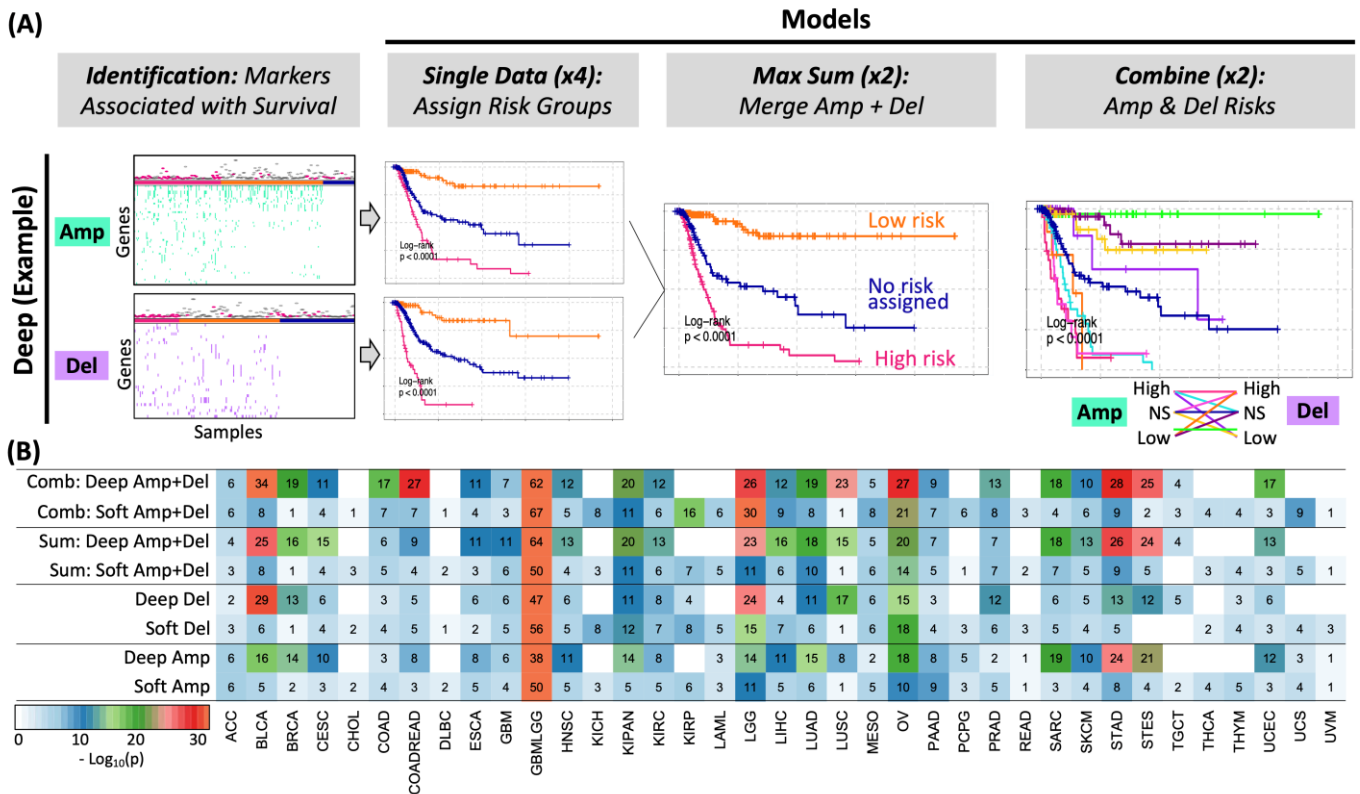 (A)
Models
Identification: Markers
Associated with Survival
Single Data (x4):
Assign Risk Groups
Max Sum (x2):
Merge Amp + Del
Combine (x2):
Amp & Del Risks
Deep (Example)
Amp
Genes
Log-rank
p < 0.0001
Del
Genes
Samples
Log-rank
p < 0.0001
Low risk
No risk
assigned
High risk
Log-rank
p < 0.0001
Log-rank
p < 0.0001
High High
Amp NS NS Del
Low Low
(B)
Comb: Deep Amp+Del 6 34 19 11 17 27 11 7 62 12 20 12 26 12 19 23 5 27 9 13 18 10 28 25 4 17
Comb: Soft Amp+Del 6 8 1 4 1 7 7 1 4 3 67 5 8 11 6 16 6 30 9 8 1 8 21 7 6 8 3 4 6 9 2 3 4 4 3 9 1
Sum: Deep Amp+Del 4 25 16 15 6 9 11 11 64 13 20 13 23 16 18 15 6 20 7 7 18 13 26 24 4 13
Sum: Soft Amp+Del 3 8 1 4 3 5 4 2 3 6 50 4 3 11 6 7 5 11 6 10 1 6 14 5 1 7 2 7 5 9 5 3 4 3 5 1
Deep Del 2 29 13 6 3 5 6 6 47 6 11 8 4 24 4 11 17 6 15 3 12 6 5 13 12 5 3 6
Soft Del 3 6 1 4 2 4 5 1 2 5 56 5 8 12 7 8 4 15 7 6 1 6 18 4 3 6 3 5 4 5 2 4 3 4 3
Deep Amp 6 16 14 10 3 8 8 7 38 11 14 8 3 14 11 15 8 2 18 8 5 2 1 19 10 24 21 12 3 1
Soft Amp 6 5 2 3 2 3 4 2 5 4 50 5 3 5 5 6 3 11 4 5 1 5 10 9 3 5 1 3 4 8 4 2 4 5 3 4 1
0 10 20 30
- Log10(p)
ACC BLCA BRCA CESC CHOL COAD COADREAD DLBC ESCA GBM GBMLGG HNSC KICH KIPAN KIRC KIRP LAML LGG LIHC LUAD LUSC MESO OV PAAD PCPG PRAD READ SARC SKCM STAD STES TGCT THCA THYM UCEC UCS UVM